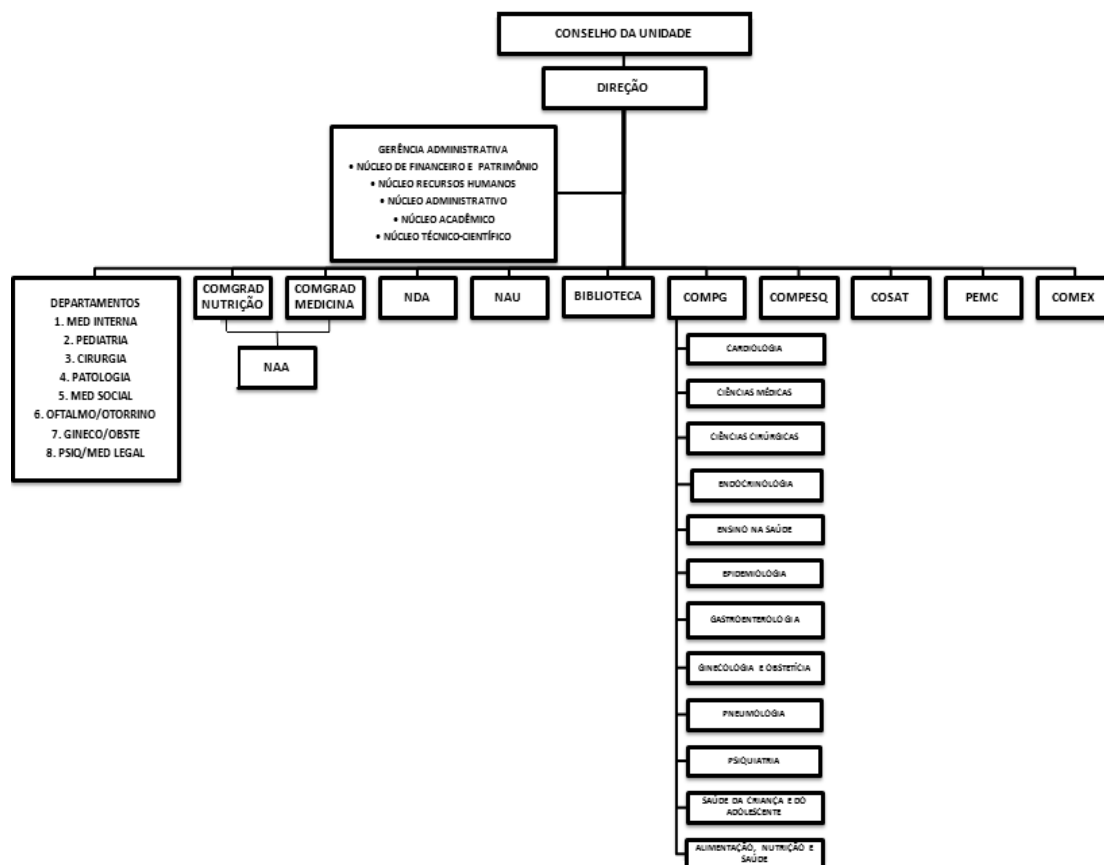 CONSELHO DA UNIDADE
DIREÇÃO
GERÊNCIA ADMINISTRATIVA
• NÚCLEO DE FINANCEIRO E PATRIMÔNIO
• NÚCLEO RECURSOS HUMANOS
• NÚCLEO ADMINISTRATIVO
• NÚCLEO ACADÊMICO
• NÚCLEO TÉCNICO-CIENTÍFICO
DEPARTAMENTOS
1. MED INTERNA
2. PEDIATRIA
3. CIRURGIA
4. PATOLOGIA
5. MED SOCIAL
6. OFTALMO/OTORRINO
7. GINECO/OBSTE
8. PSIQ/MED LEGAL
COMGRAD
NUTRIÇÃO
COMGRAD
MEDICINA
NAA
NDA
NAU
BIBLIOTECA
COMPG
COMPESQ
COSAT
PEMC
COMEX
CARDIOLOGIA
CIÊNCIAS MÉDICAS
CIÊNCIAS CIRÚRGICAS
ENDOCRINOLOGIA
ENSINO NA SAÚDE
EPIDEMIOLOGIA
GASTROENTEROLOGIA
GINECOLOGIA E OBSTETÍCIA
PNEUMOLOGIA
PSIQUIATRIA
SAÚDE DA CRIANÇA E DO
ADOLESCENTE
ALIMENTAÇÃO, NUTRIÇÃO E
SAÚDE